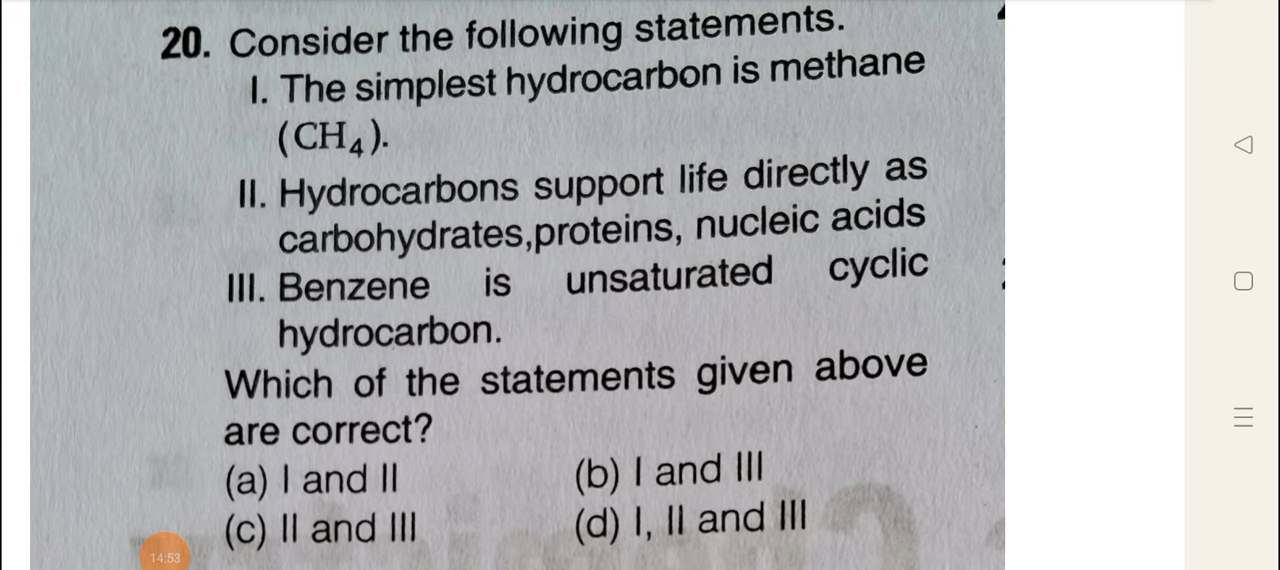 20. Consider the following statements.
I. The simplest hydrocarbon is methane
(CH₄).
II. Hydrocarbons support life directly as
carbohydrates,proteins, nucleic acids
III. Benzene is unsaturated cyclic
hydrocarbon.
Which of the statements given above
are correct?
(a) I and II (b) I and III
(c) II and III (d) I, II and III
14:53